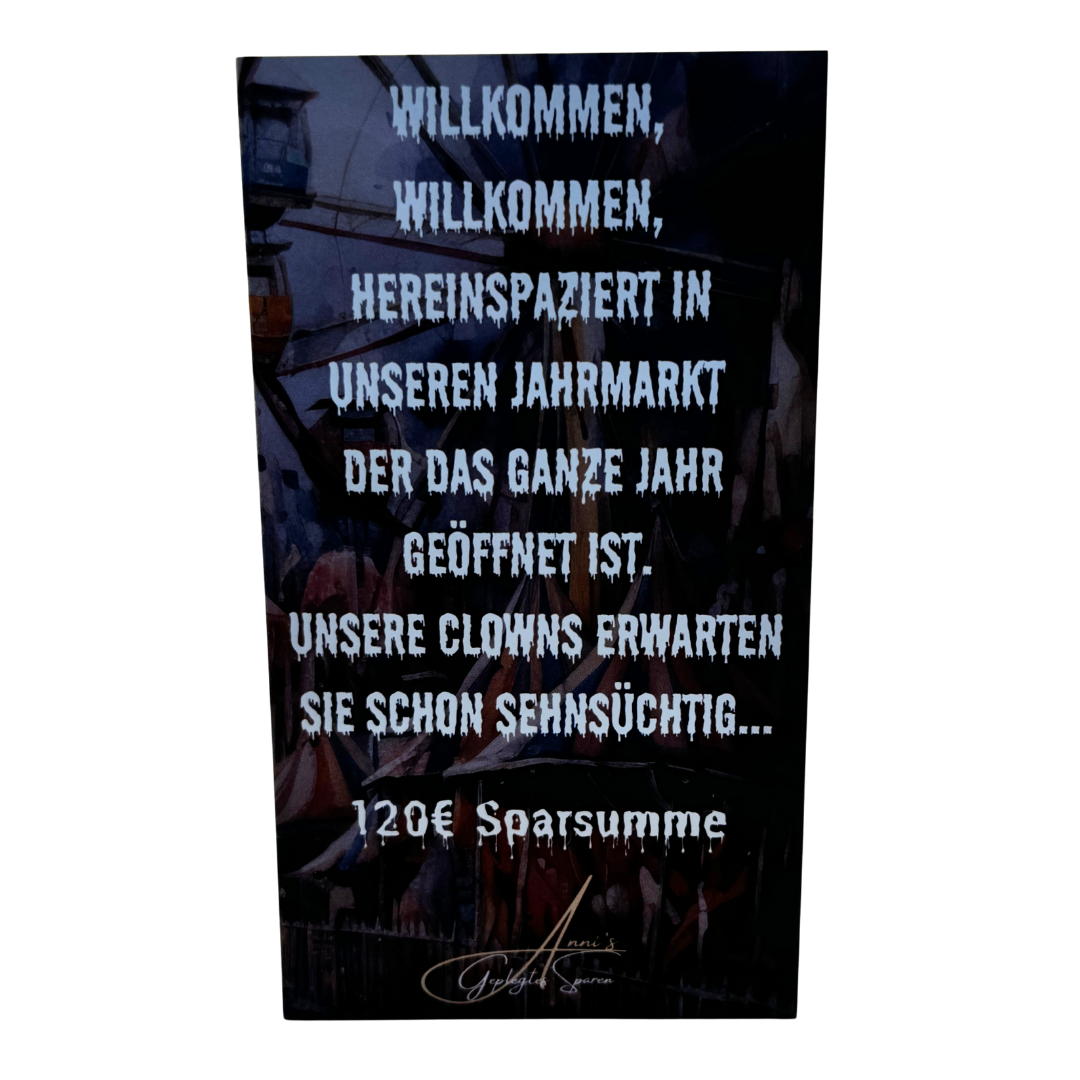 WILLKOMMEN,
WILLKOMMEN,
HEREINSPAZIERT IN
UNSEREN JAHRMARKT
DER DAS GANZE JAHR
GEÖFFNET IST.
UNSERE CLOWNS ERWARTEN
SIE SCHON SEHNSÜCHTIG...
120€ Sparsumme
Anni's
Geplegtes Sparen